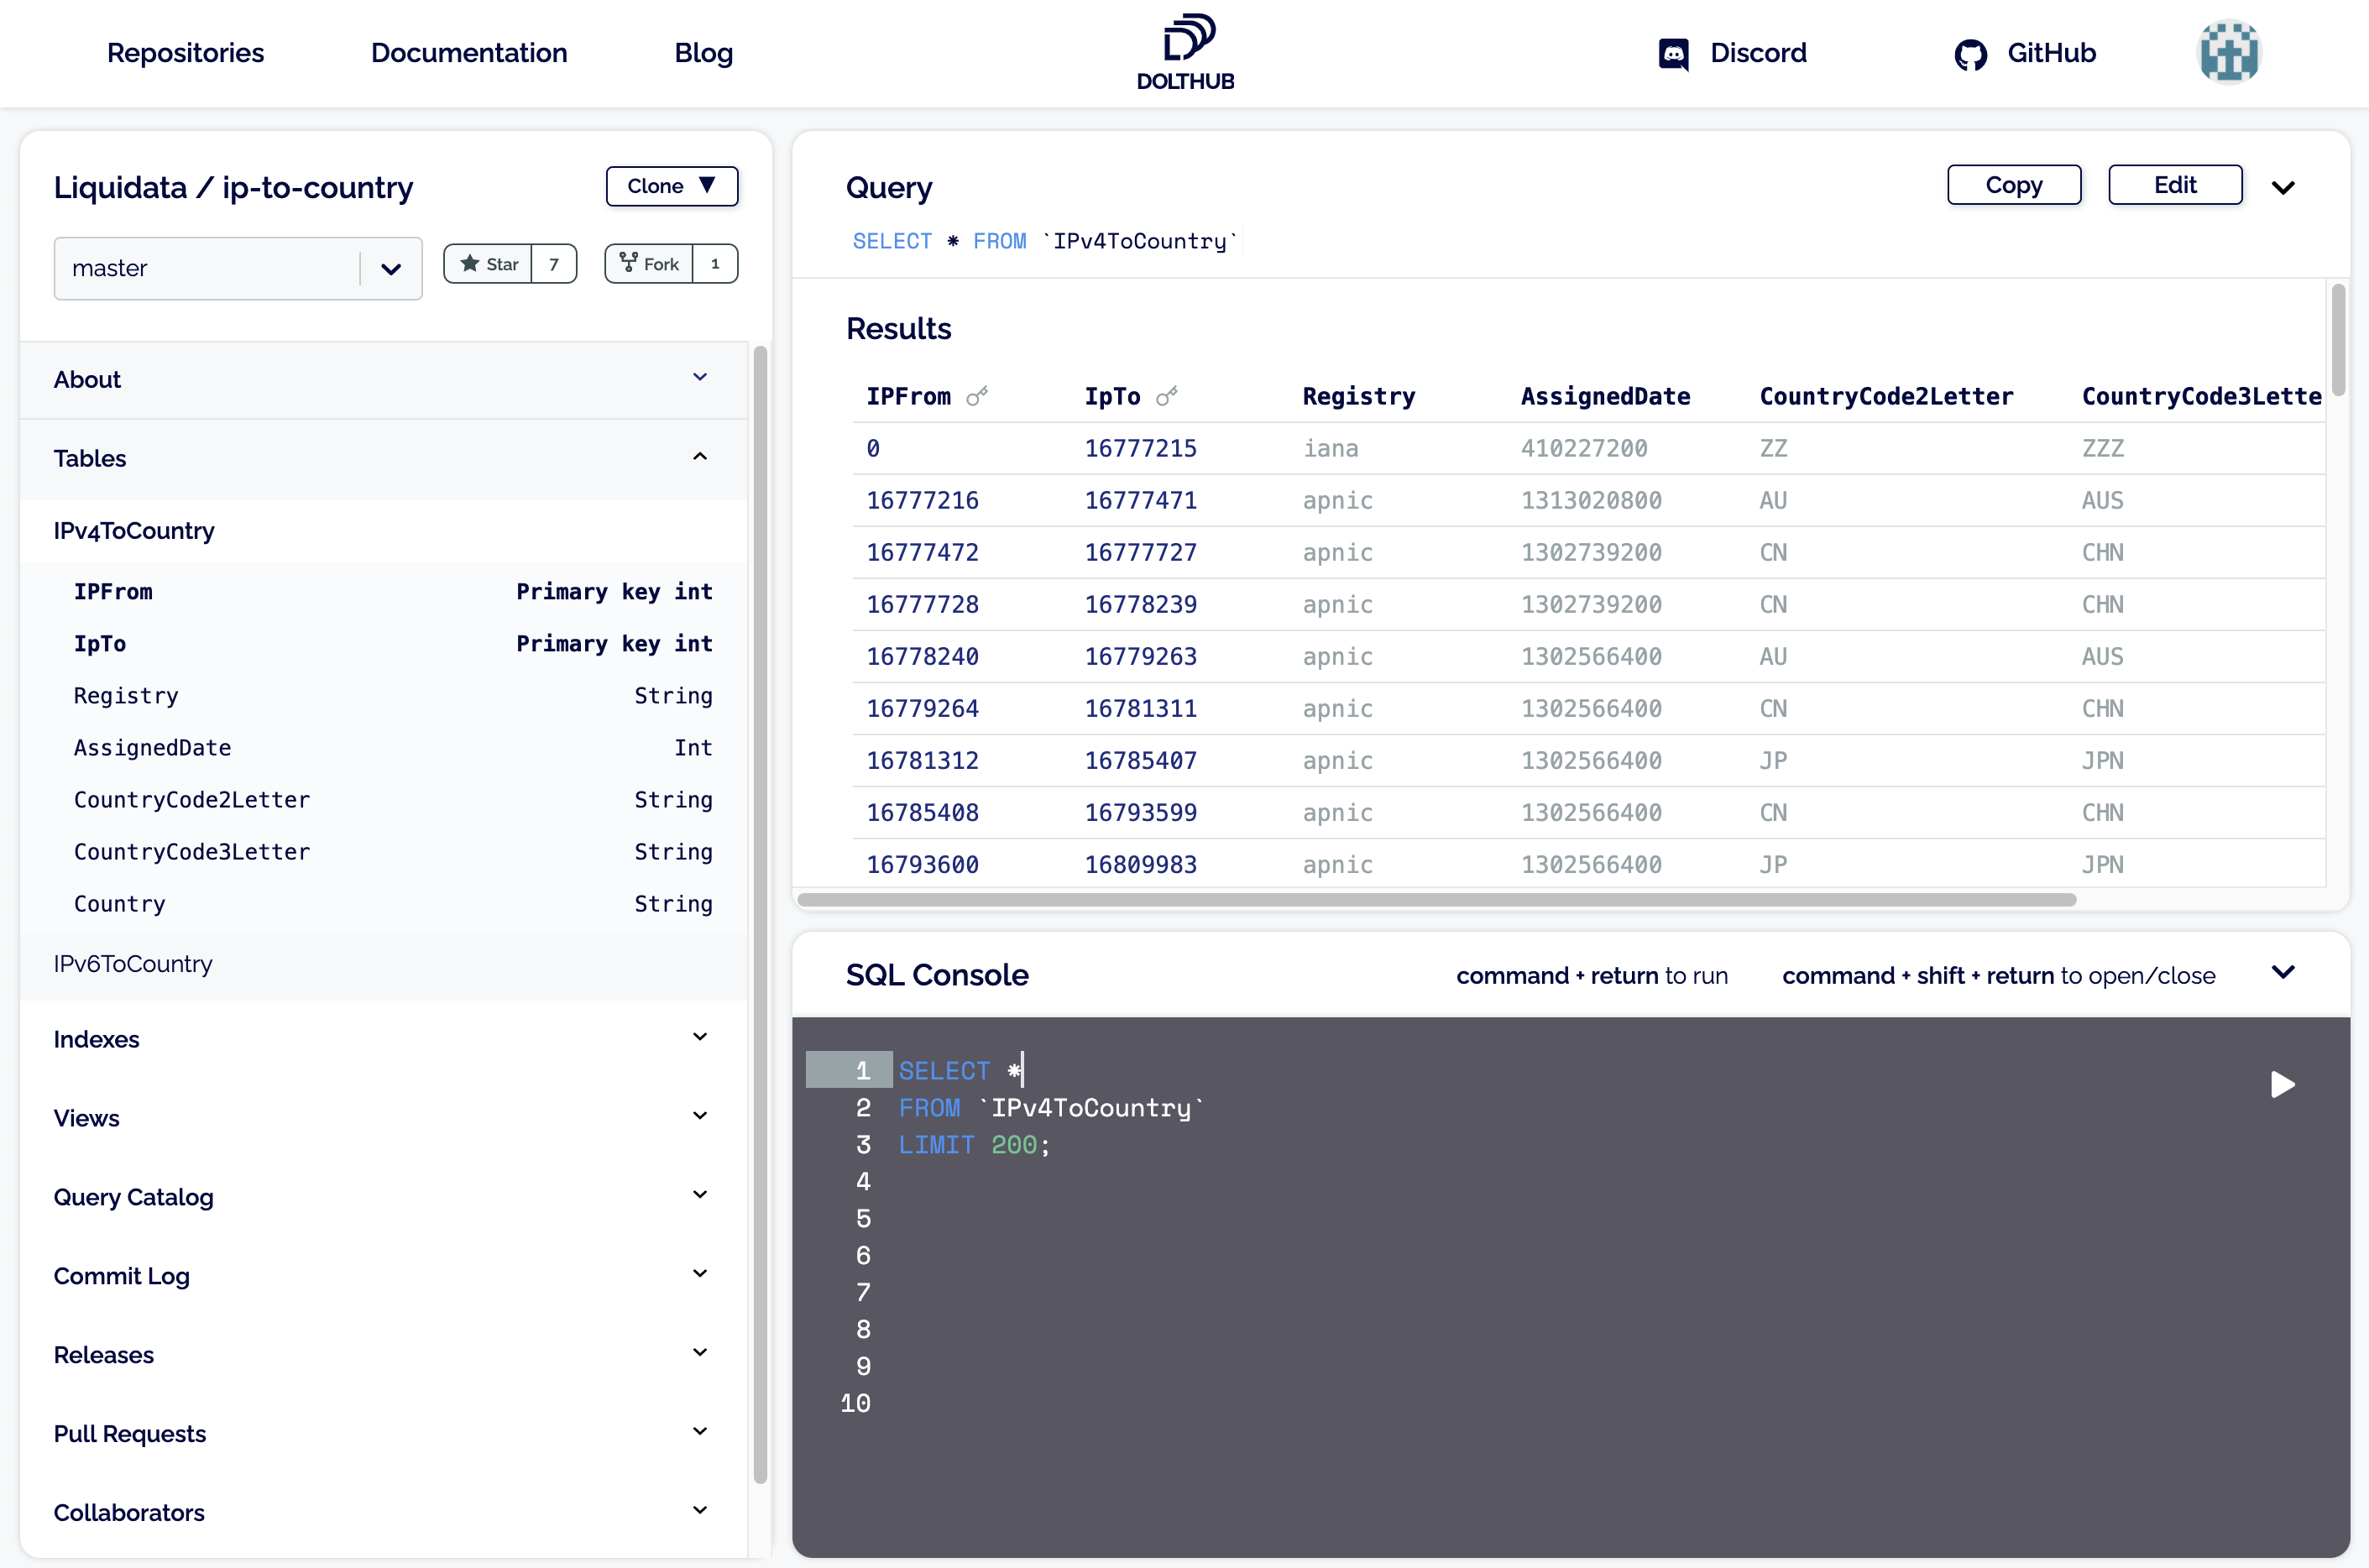 Repositories Documentation Blog DOLTHUB Discord GitHub
Liquidata / ip-to-country Clone ▼
master Star 7 Fork 1
About
Tables
IPv4ToCountry
IPFrom Primary key int
IpTo Primary key int
Registry String
AssignedDate Int
CountryCode2Letter String
CountryCode3Letter String
Country String
IPv6ToCountry
Indexes
Views
Query Catalog
Commit Log
Releases
Pull Requests
Collaborators
Query Copy Edit
SELECT * FROM `IPv4ToCountry`
Results
IPFrom IpTo Registry AssignedDate CountryCode2Letter CountryCode3Lette
0 16777215 iana 410227200 ZZ ZZZ
16777216 16777471 apnic 1313020800 AU AUS
16777472 16777727 apnic 1302739200 CN CHN
16777728 16778239 apnic 1302739200 CN CHN
16778240 16779263 apnic 1302566400 AU AUS
16779264 16781311 apnic 1302566400 CN CHN
16781312 16785407 apnic 1302566400 JP JPN
16785408 16793599 apnic 1302566400 CN CHN
16793600 16809983 apnic 1302566400 JP JPN
SQL Console command + return to run command + shift + return to open/close
1 SELECT *
2 FROM `IPv4ToCountry`
3 LIMIT 200;
4
5
6
7
8
9
10